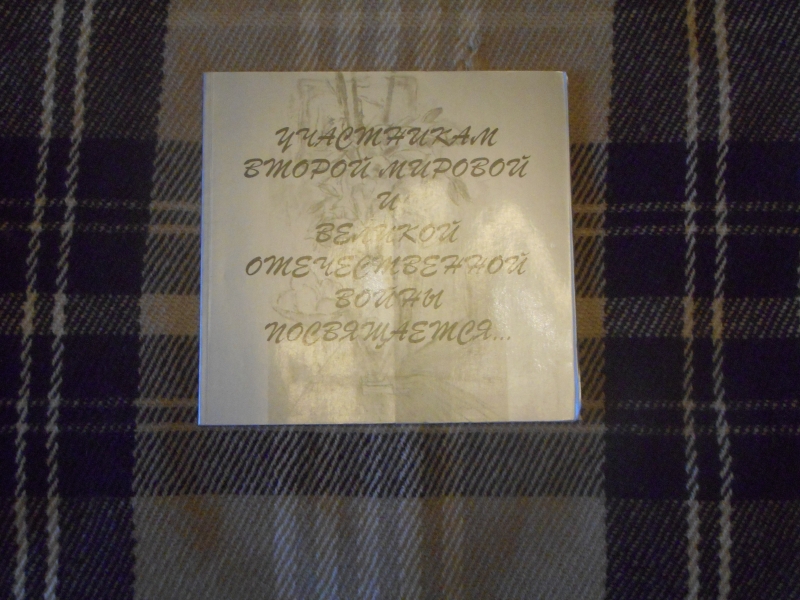 УЧАСТНИКАМ
ВТОРОЙ МИРОВОЙ
И
ВЕЛИКОЙ
ОТЕЧЕСТВЕННОЙ
ВОЙНЫ
ПОСВЯЩАЕТСЯ...